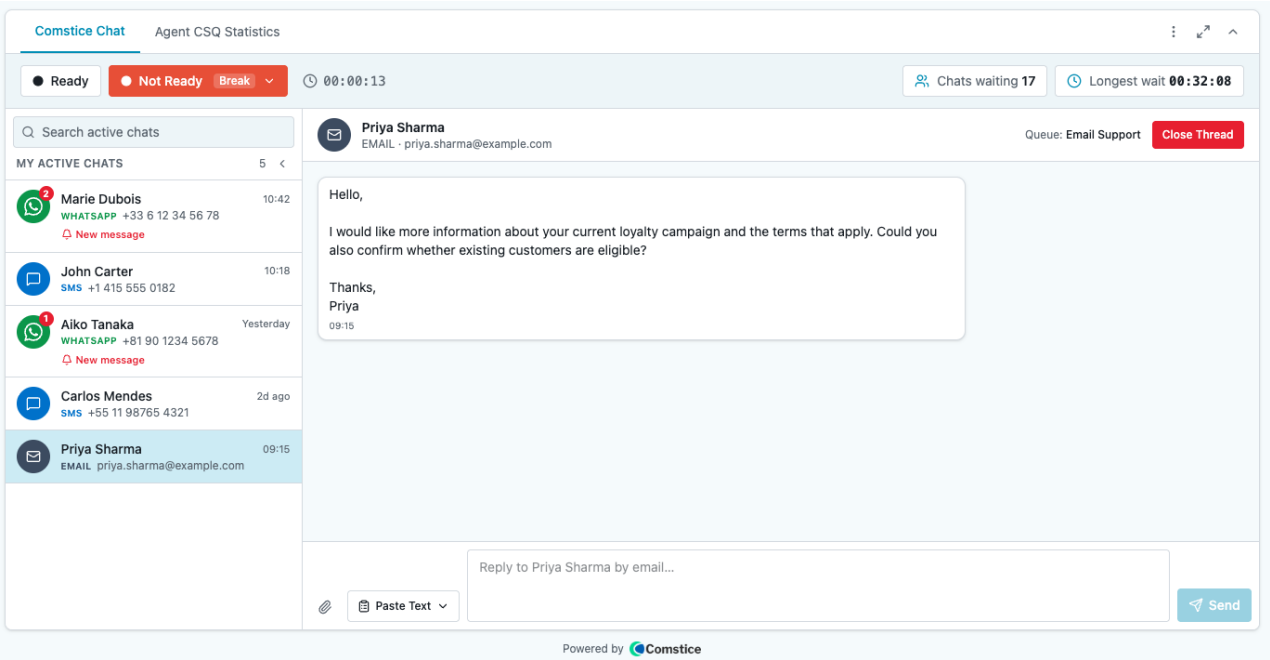 Comstice Chat
Agent CSQ Statistics
Ready
Not Ready Break
00:00:13
Chats waiting 17
Longest wait 00:32:08
Search active chats
MY ACTIVE CHATS 5
2
Marie Dubois 10:42
WHATSAPP +33 6 12 34 56 78
New message
John Carter 10:18
SMS +1 415 555 0182
1
Aiko Tanaka Yesterday
WHATSAPP +81 90 1234 5678
New message
Carlos Mendes 2d ago
SMS +55 11 98765 4321
Priya Sharma 09:15
EMAIL priya.sharma@example.com
Priya Sharma
EMAIL · priya.sharma@example.com
Queue: Email Support
Close Thread
Hello,
I would like more information about your current loyalty campaign and the terms that apply. Could you
also confirm whether existing customers are eligible?
Thanks,
Priya
09:15
Reply to Priya Sharma by email...
Paste Text
Send
Powered by Comstice